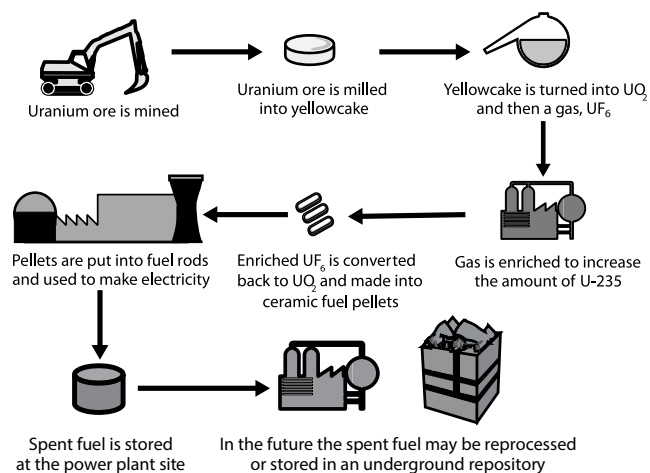 Uranium ore is mined
Uranium ore is milled
into yellowcake
Yellowcake is turned into UO₂
and then a gas, UF₆
Gas is enriched to increase
the amount of U-235
Enriched UF₆ is converted
back to UO₂ and made into
ceramic fuel pellets
Pellets are put into fuel rods
and used to make electricity
Spent fuel is stored
at the power plant site
In the future the spent fuel may be reprocessed
or stored in an underground repository